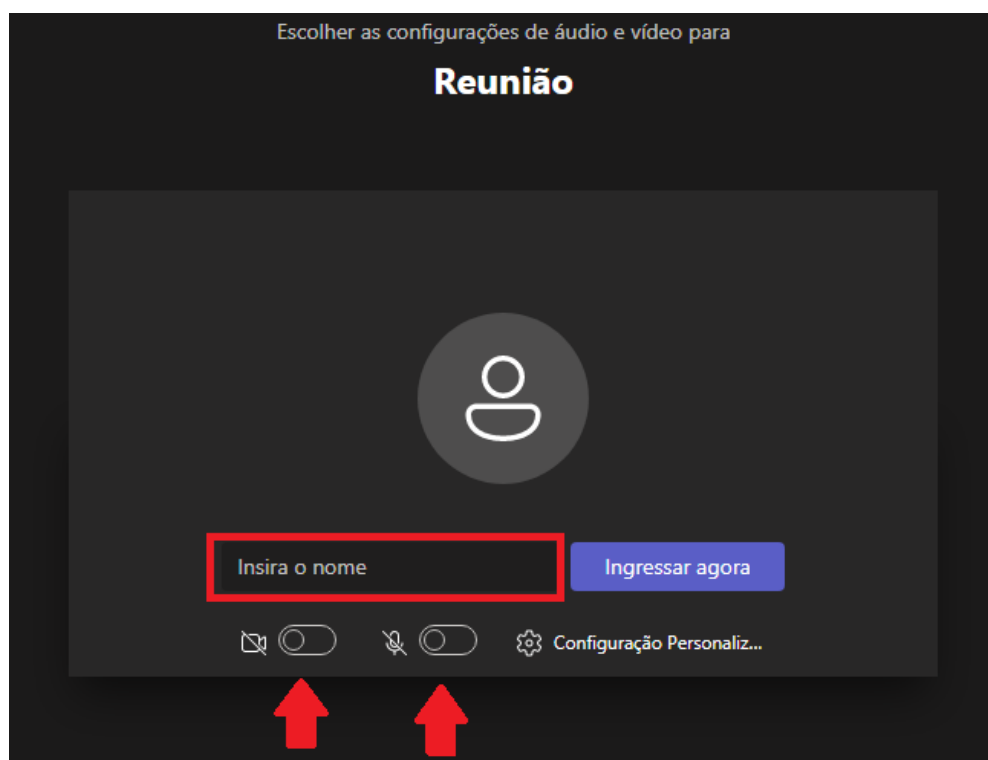 Escolher as configurações de áudio e vídeo para
Reunião
Insira o nome
Ingressar agora
Configuração Personaliz...